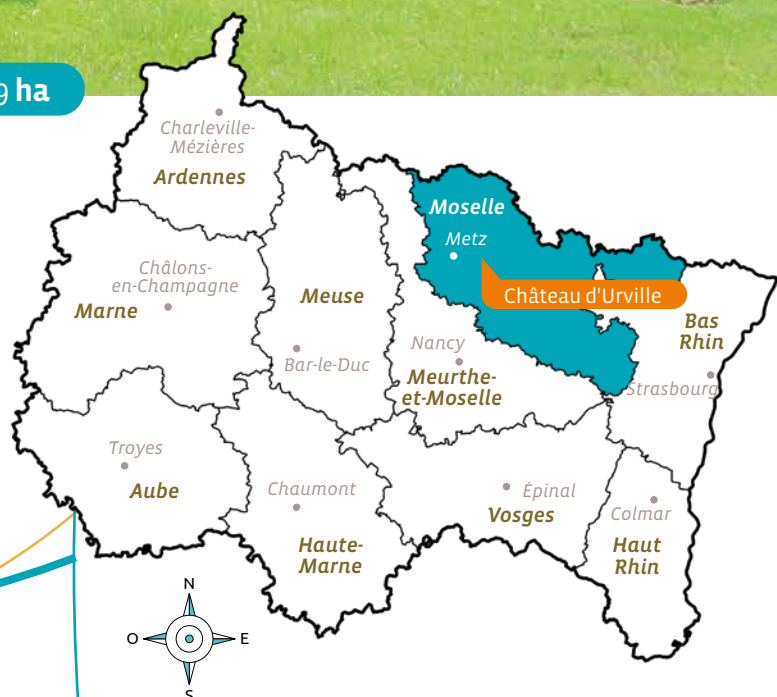 9 ha
Charleville-
Mézières
Ardennes
Moselle
Metz
Châlons-
en-Champagne
Marne
Meuse
Château d'Urville
Bas
Rhin
Nancy
Bar-le-Duc
Meurthe-
et-Moselle
Strasbourg
Troyes
Aube
Chaumont
Épinal
Vosges
Colmar
Haute-
Marne
Haut
Rhin
N
O
E
S